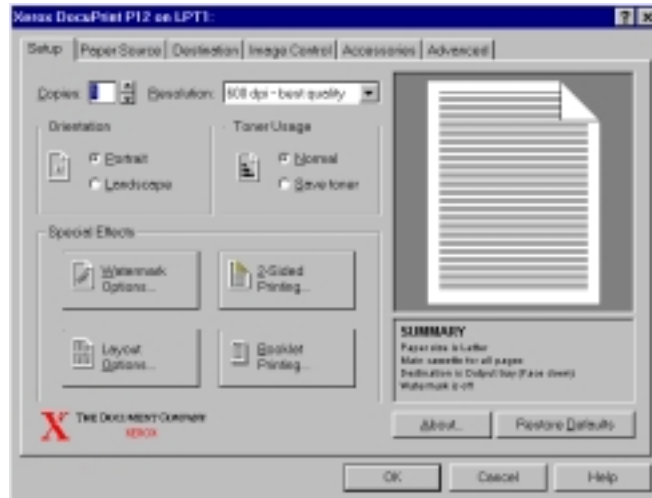 Xerox DocuPrint P12 on LPT1:
Setup Paper Source Destination Image Control Accessories Advanced
Copies: Resolution: 600 dpi - best quality
Orientation
Portrait
Landscape
Toner Usage
Normal
Save toner
Special Effects
Watermark
Options...
2-Sided
Printing...
Layout
Options...
Booklet
Printing...
SUMMARY
Paper size is Letter
Main cassette for all pages
Destination is Output tray (Face down)
Watermark is off
X THE DOCUMENT COMPANY
XEROX
About... Restore Defaults
OK Cancel Help